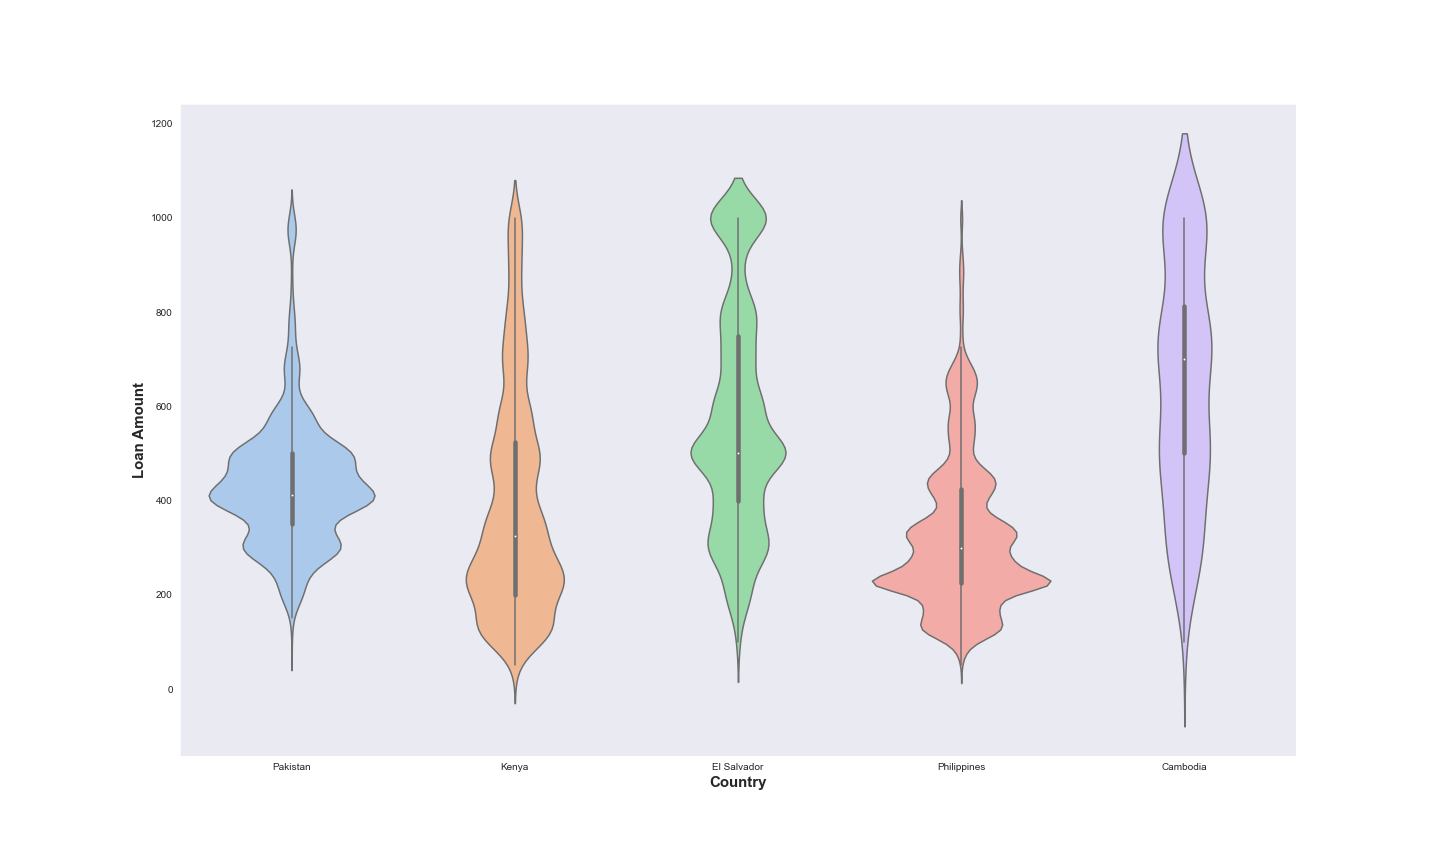 1200
1000
800
600
400
200
0
Loan Amount
Pakistan
Kenya
El Salvador
Philippines
Cambodia
Country